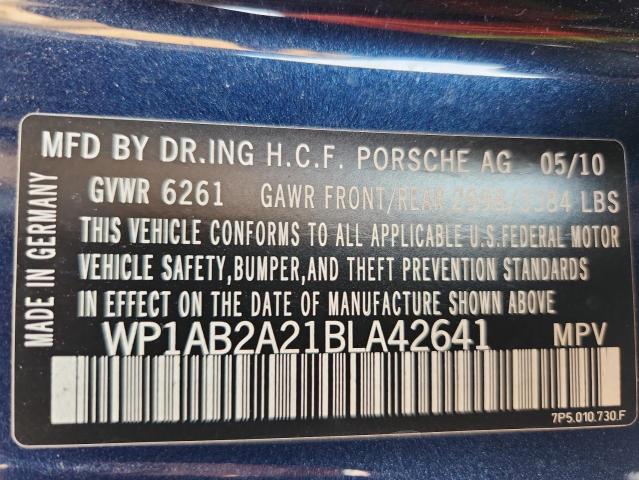 MFD BY DR.ING H.C.F. PORSCHE AG 05/10
GVWR 6261 GAWR FRONT/REAR 2998/3384 LBS
THIS VEHICLE CONFORMS TO ALL APPLICABLE U.S.FEDERAL MOTOR
VEHICLE SAFETY,BUMPER,AND THEFT PREVENTION STANDARDS
IN EFFECT ON THE DATE OF MANUFACTURE SHOWN ABOVE
WP1AB2A21BLA42641 MPV
7P5.010.730.F
MADE IN GERMANY